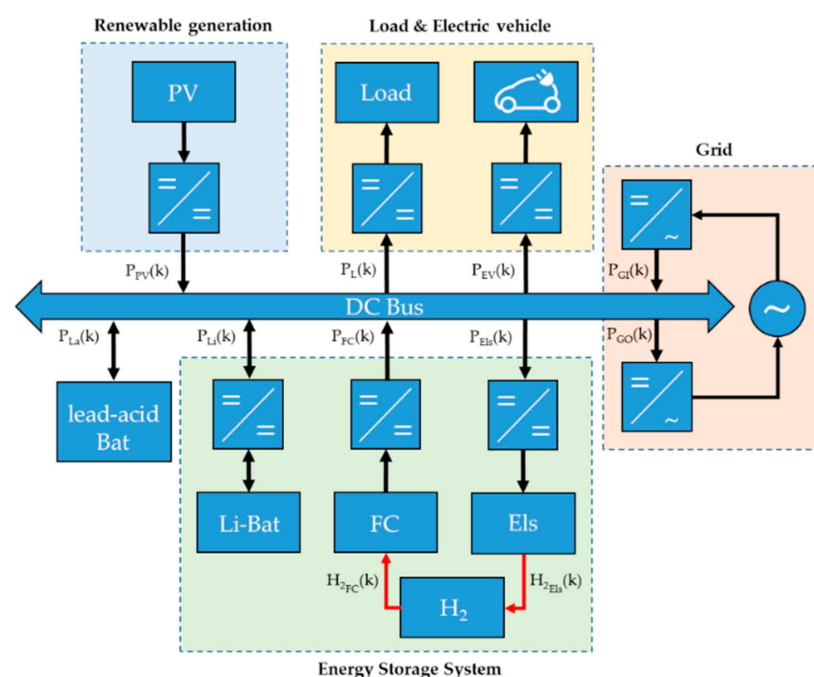 Renewable generation
Load & Electric vehicle
PV
Load
Grid
=
=
=
=
=
=
=
~
P_PV(k)
P_L(k)
P_EV(k)
P_GI(k)
DC Bus
~
P_La(k)
P_Li(k)
P_FC(k)
P_Els(k)
P_GO(k)
=
=
=
=
=
=
=
~
lead-acid
Bat
Li-Bat
FC
Els
H_2FC(k)
H_2Els(k)
H₂
Energy Storage System